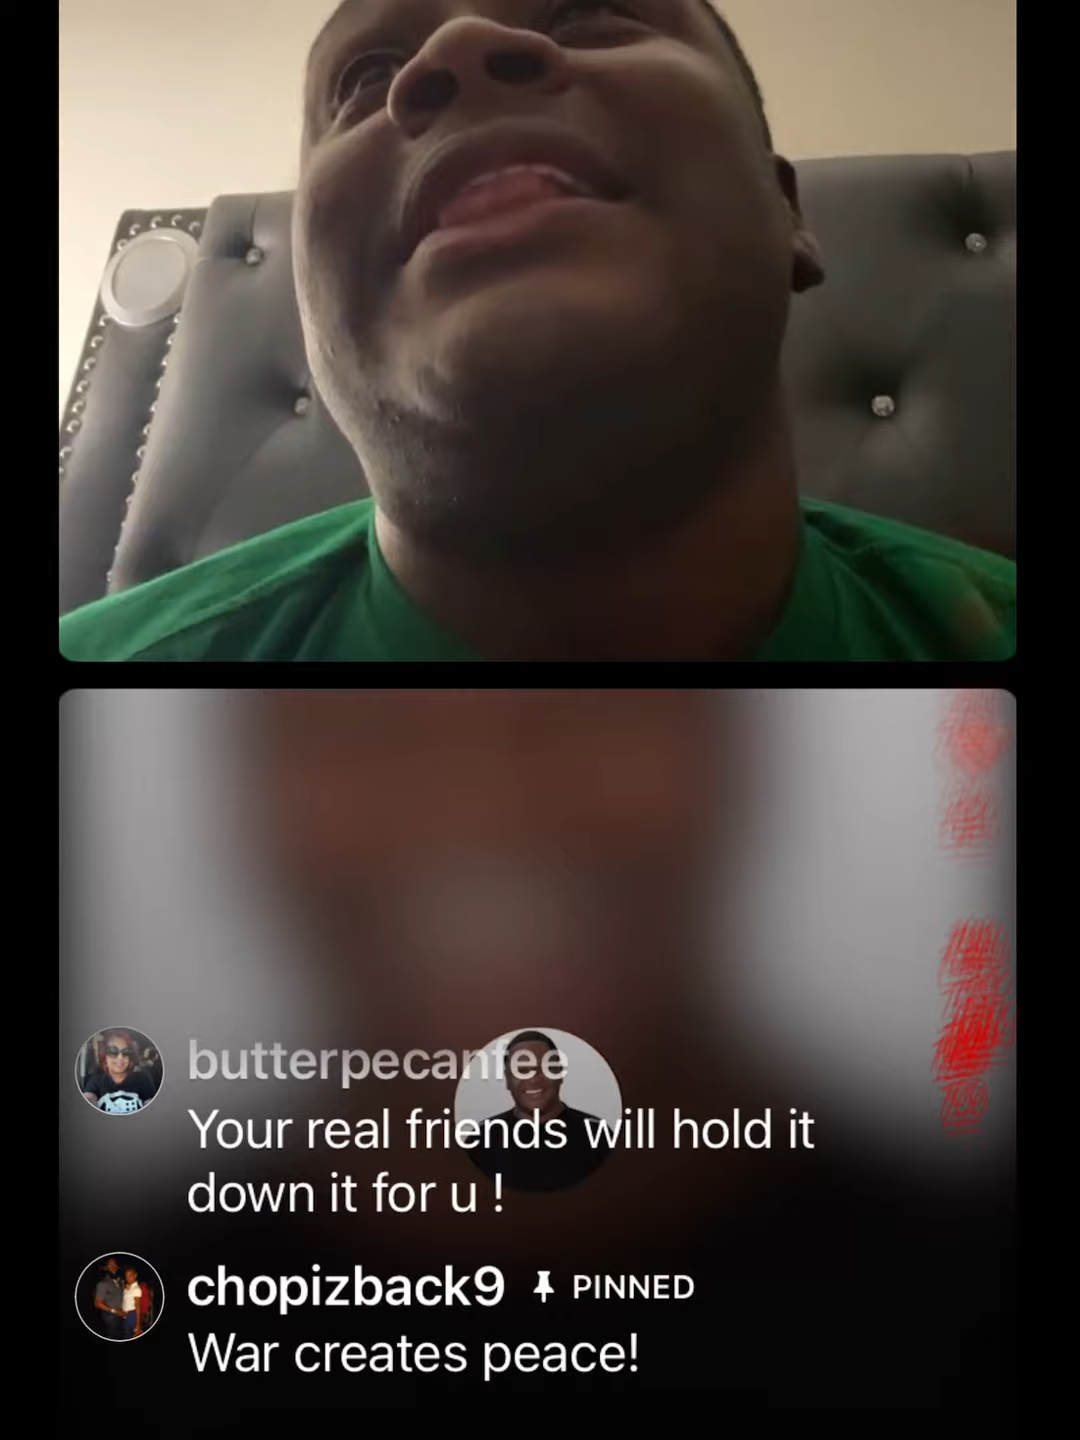 butterpecanfee
Your real friends will hold it
down it for u !
chopizback9 PINNED
War creates peace!